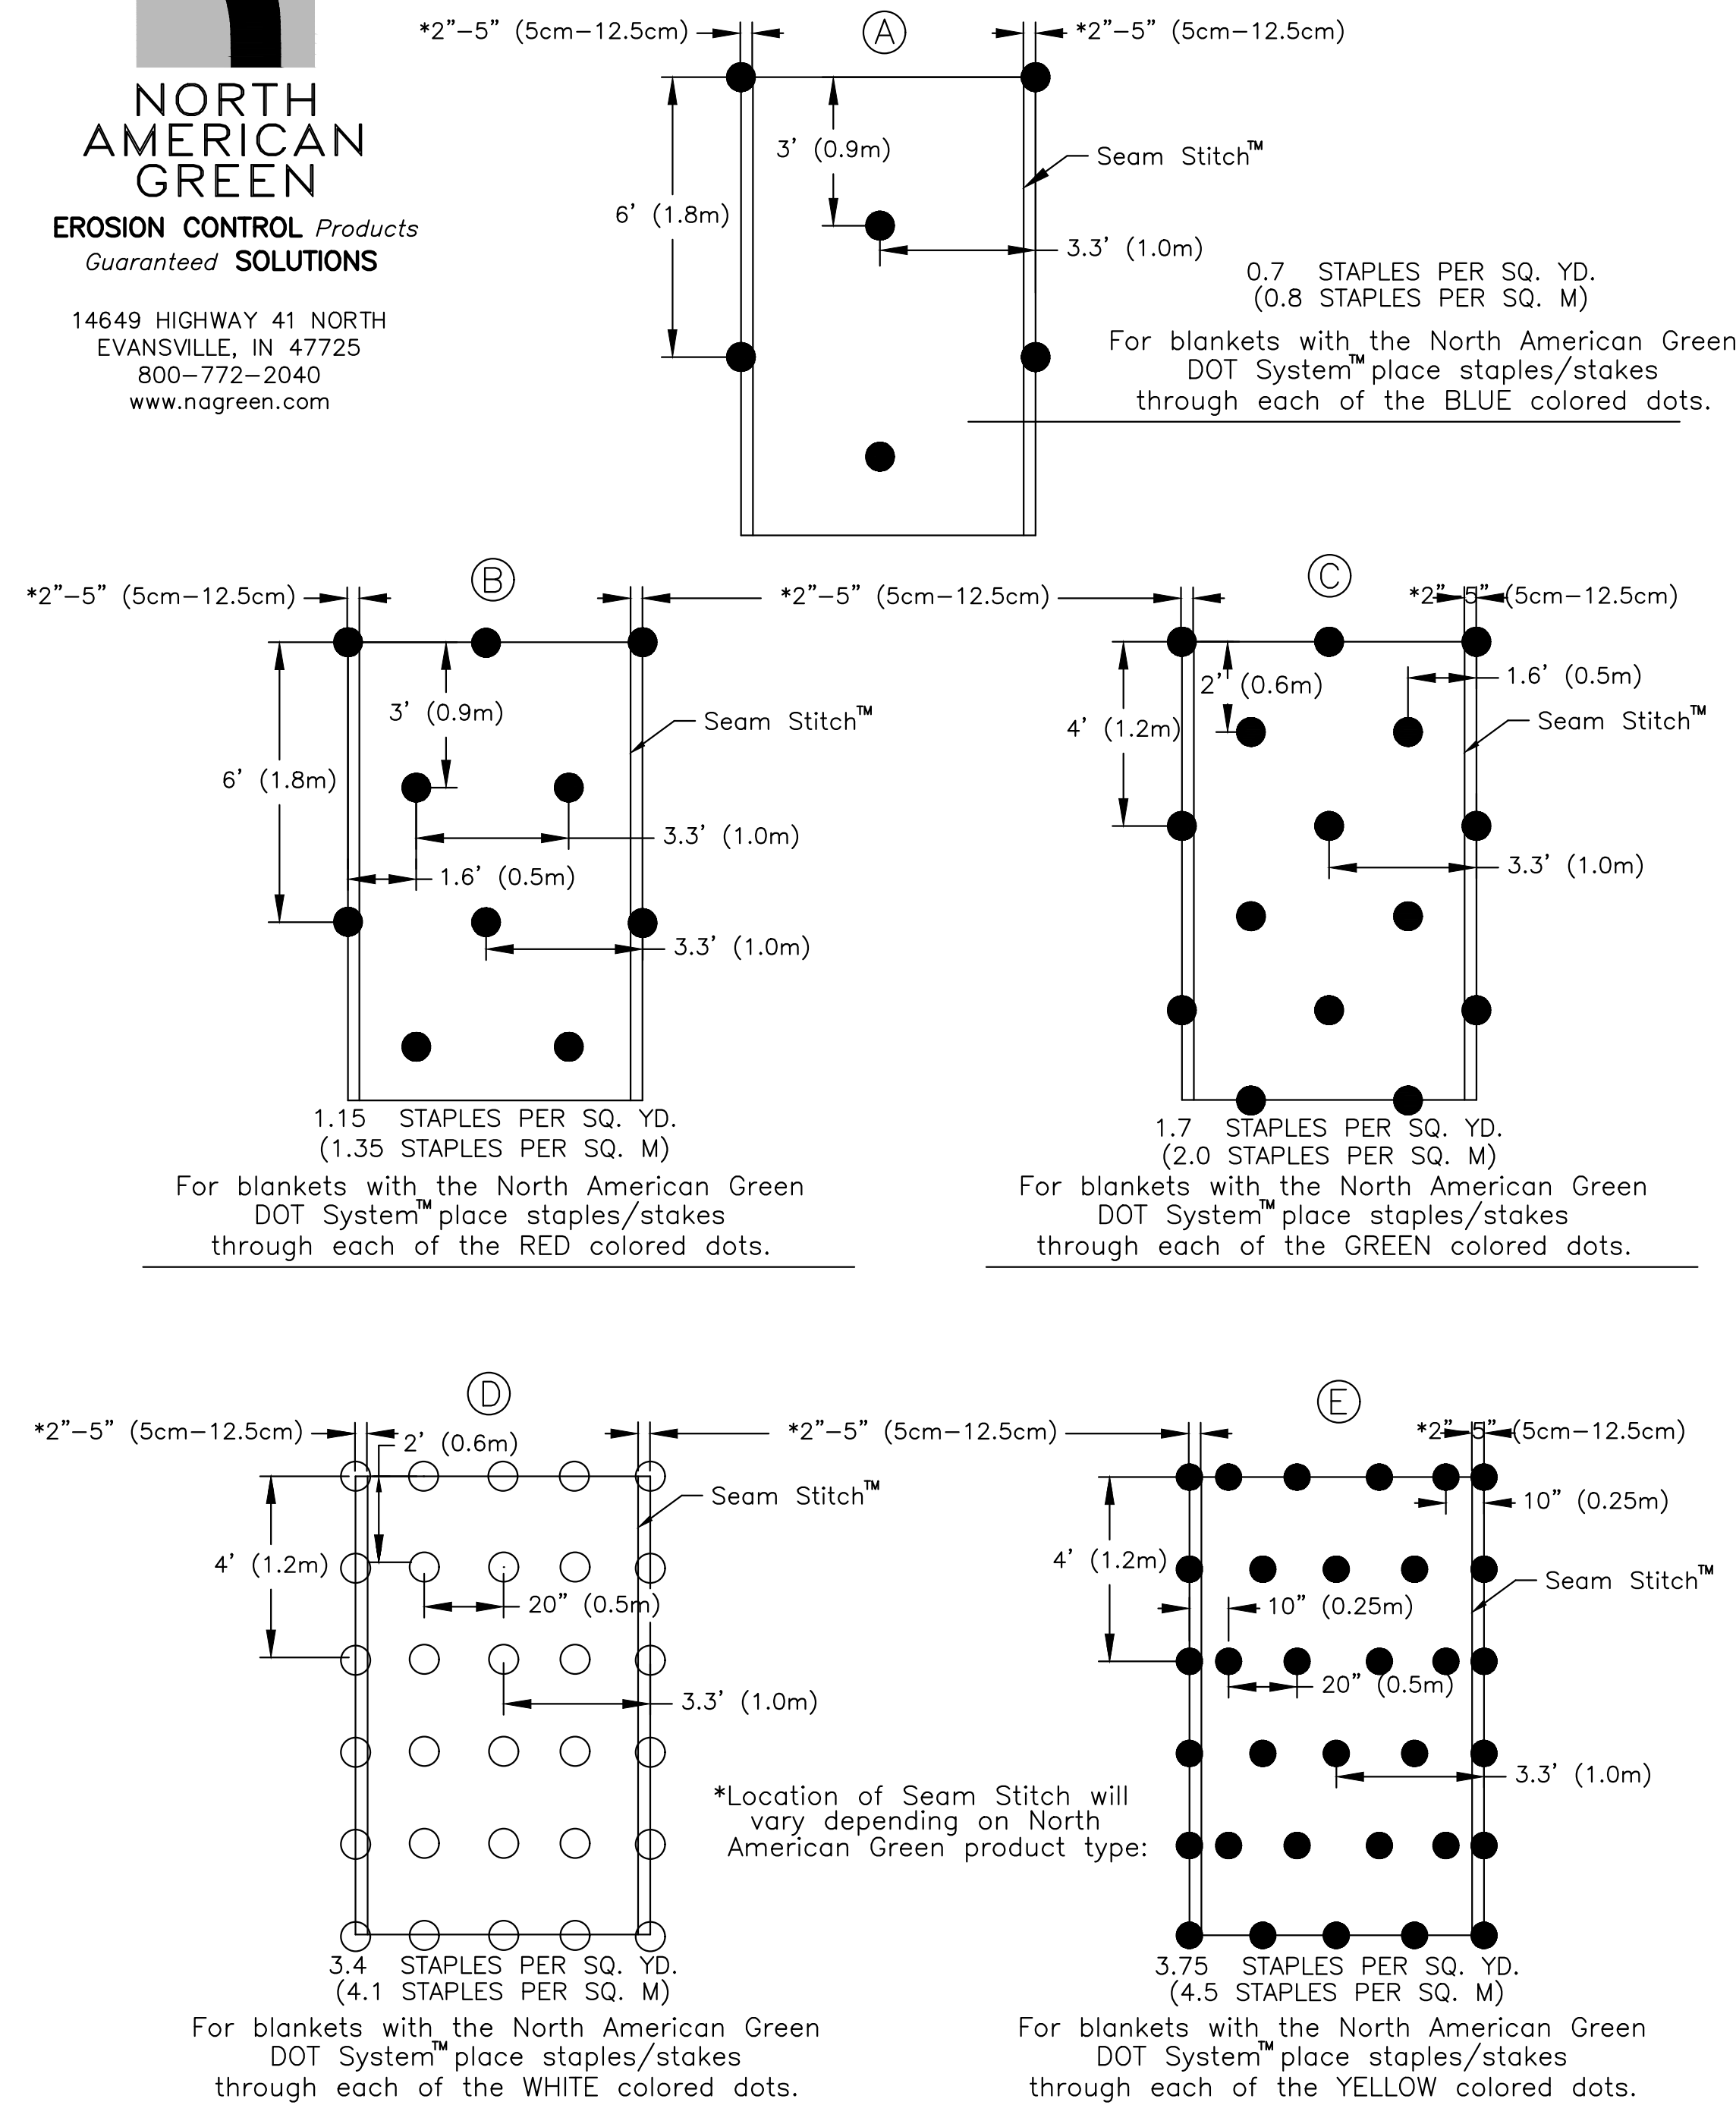 NORTH
AMERICAN
GREEN
EROSION CONTROL Products
Guaranteed SOLUTIONS
14649 HIGHWAY 41 NORTH
EVANSVILLE, IN 47725
800-772-2040
www.nagreen.com
*2"-5" (5cm-12.5cm)
A
*2"-5" (5cm-12.5cm)
3' (0.9m)
Seam Stitch™
6' (1.8m)
3.3' (1.0m)
0.7 STAPLES PER SQ. YD.
(0.8 STAPLES PER SQ. M)
For blankets with the North American Green
DOT System™ place staples/stakes
through each of the BLUE colored dots.
*2"-5" (5cm-12.5cm)
B
*2"-5" (5cm-12.5cm)
3' (0.9m)
Seam Stitch™
6' (1.8m)
3.3' (1.0m)
1.6' (0.5m)
3.3' (1.0m)
1.15 STAPLES PER SQ. YD.
(1.35 STAPLES PER SQ. M)
For blankets with the North American Green
DOT System™ place staples/stakes
through each of the RED colored dots.
C
*2"-5" (5cm-12.5cm)
2' (0.6m)
1.6' (0.5m)
4' (1.2m)
Seam Stitch™
3.3' (1.0m)
1.7 STAPLES PER SQ. YD.
(2.0 STAPLES PER SQ. M)
For blankets with the North American Green
DOT System™ place staples/stakes
through each of the GREEN colored dots.
D
*2"-5" (5cm-12.5cm)
2' (0.6m)
*2"-5" (5cm-12.5cm)
Seam Stitch™
4' (1.2m)
20" (0.5m)
3.3' (1.0m)
3.4 STAPLES PER SQ. YD.
(4.1 STAPLES PER SQ. M)
For blankets with the North American Green
DOT System™ place staples/stakes
through each of the WHITE colored dots.
*Location of Seam Stitch will
vary depending on North
American Green product type:
E
*2"-5" (5cm-12.5cm)
10" (0.25m)
4' (1.2m)
Seam Stitch™
10" (0.25m)
20" (0.5m)
3.3' (1.0m)
3.75 STAPLES PER SQ. YD.
(4.5 STAPLES PER SQ. M)
For blankets with the North American Green
DOT System™ place staples/stakes
through each of the YELLOW colored dots.